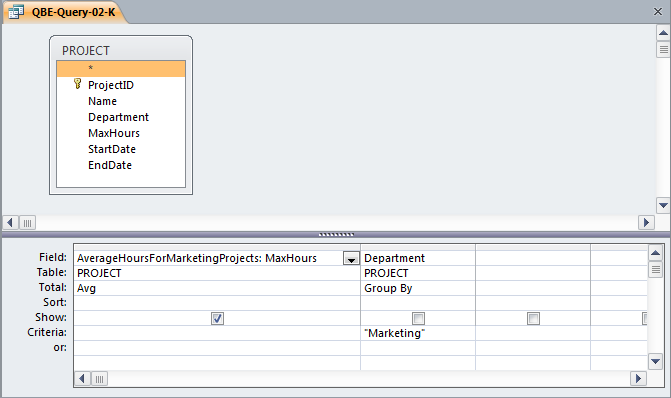 QBE-Query-02-K
PROJECT
*
ProjectID
Name
Department
MaxHours
StartDate
EndDate
Field: AverageHoursForMarketingProjects: MaxHours Department
Table: PROJECT PROJECT
Total: Avg Group By
Sort:
Show:
Criteria: "Marketing"
or: